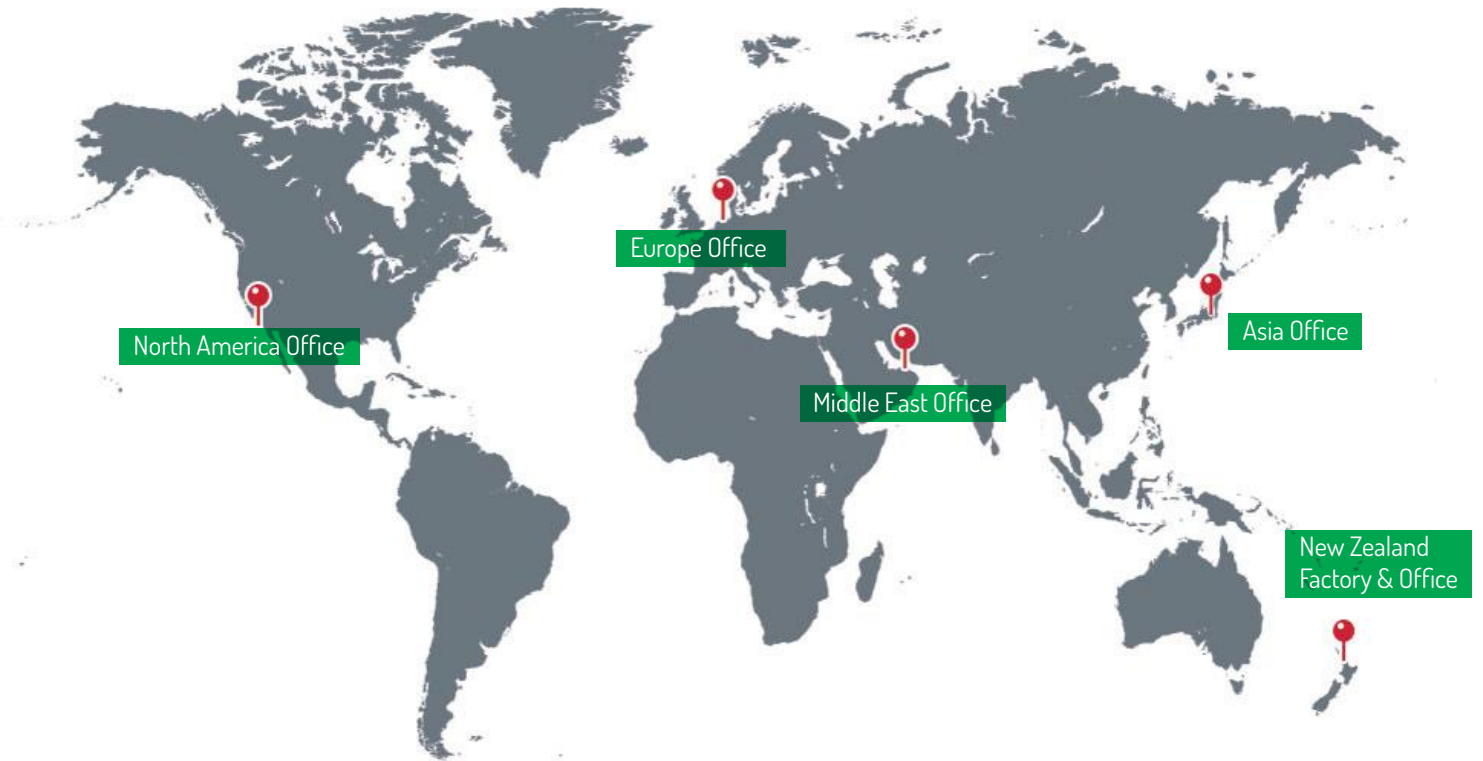 Europe Office
North America Office
Asia Office
Middle East Office
New Zealand
Factory & Office